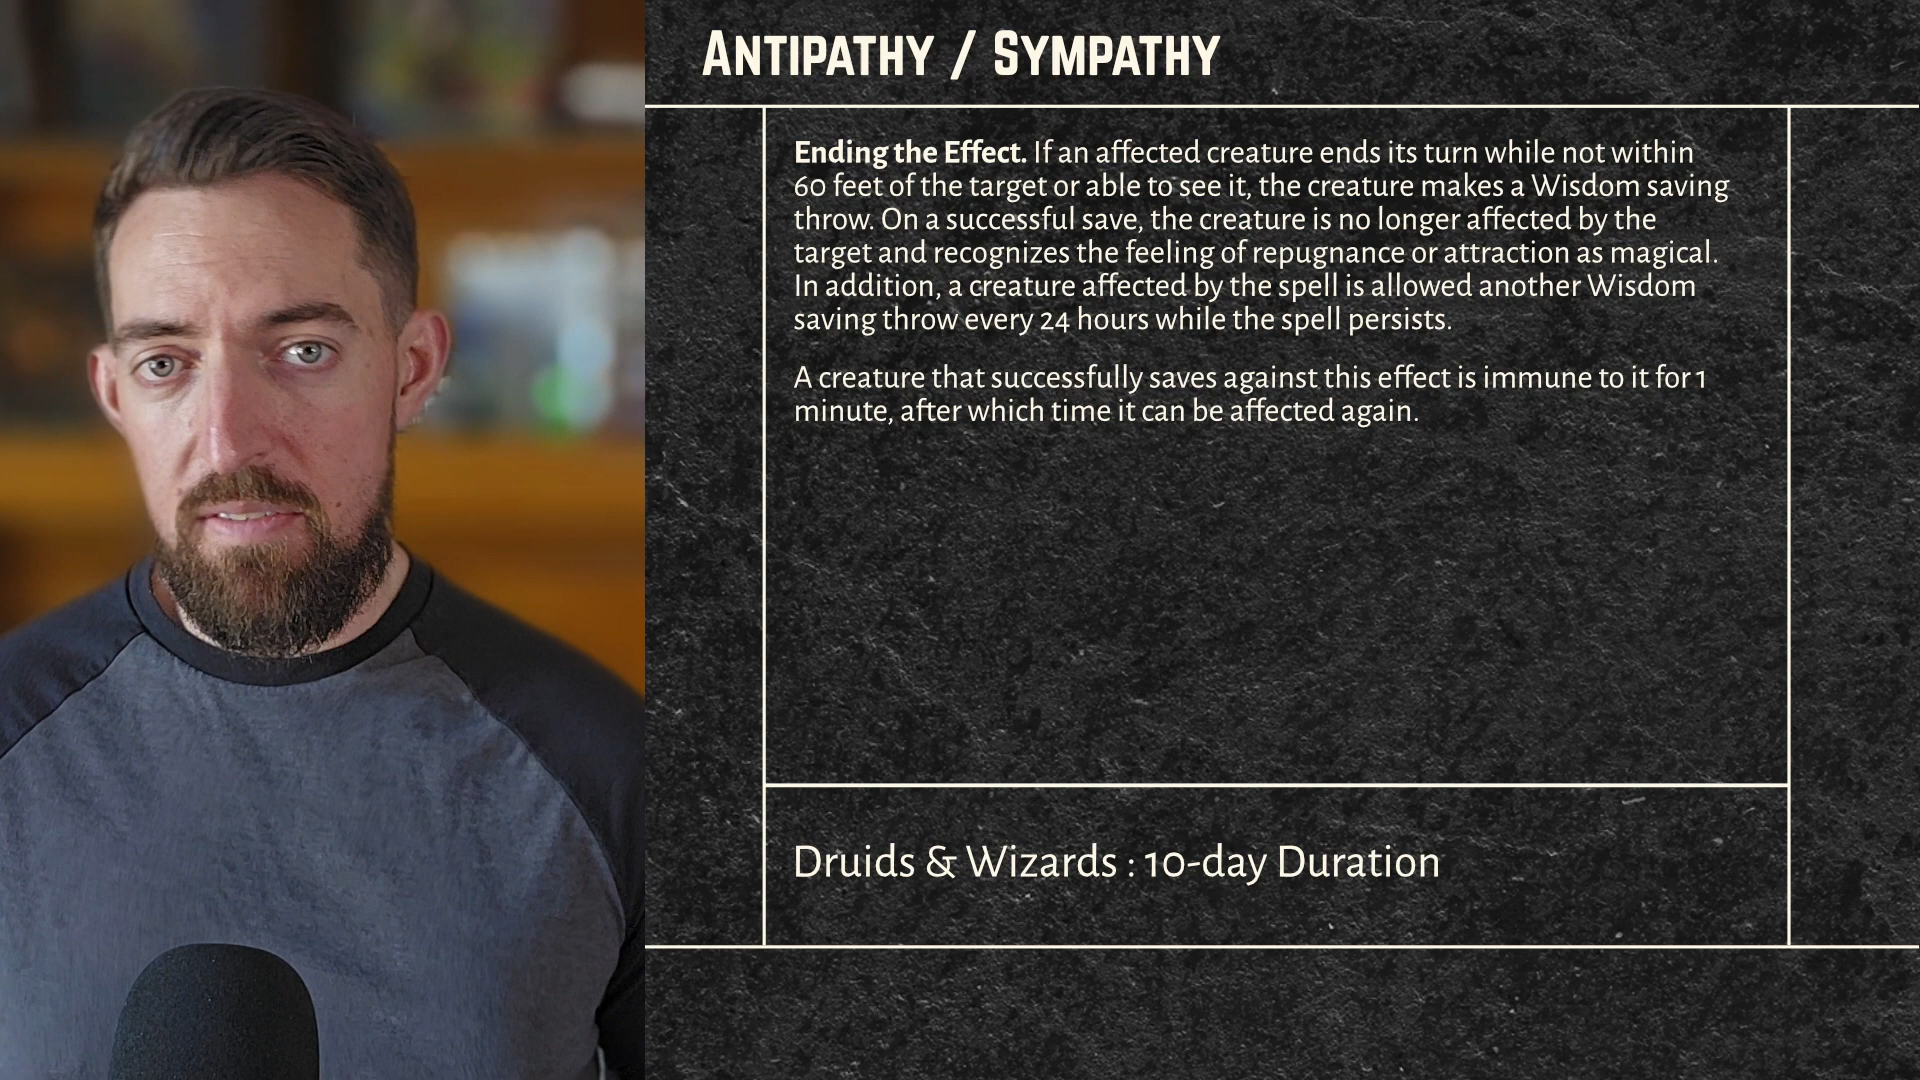 Antipathy / Sympathy
Ending the Effect. If an affected creature ends its turn while not within
60 feet of the target or able to see it, the creature makes a Wisdom saving
throw. On a successful save, the creature is no longer affected by the
target and recognizes the feeling of repugnance or attraction as magical.
In addition, a creature affected by the spell is allowed another Wisdom
saving throw every 24 hours while the spell persists.
A creature that successfully saves against this effect is immune to it for 1
minute, after which time it can be affected again.
Druids & Wizards : 10-day Duration